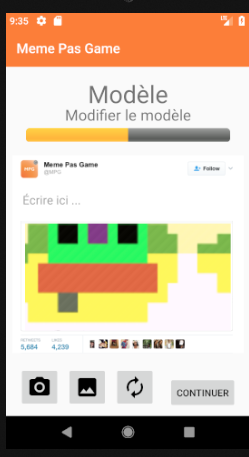 9:35
Meme Pas Game
Modèle
Modifier le modèle
MPG
Meme Pas Game
@MPG
Follow
Écrire ici ...
RETWEETS LIKES
5,684 4,239
CONTINUER